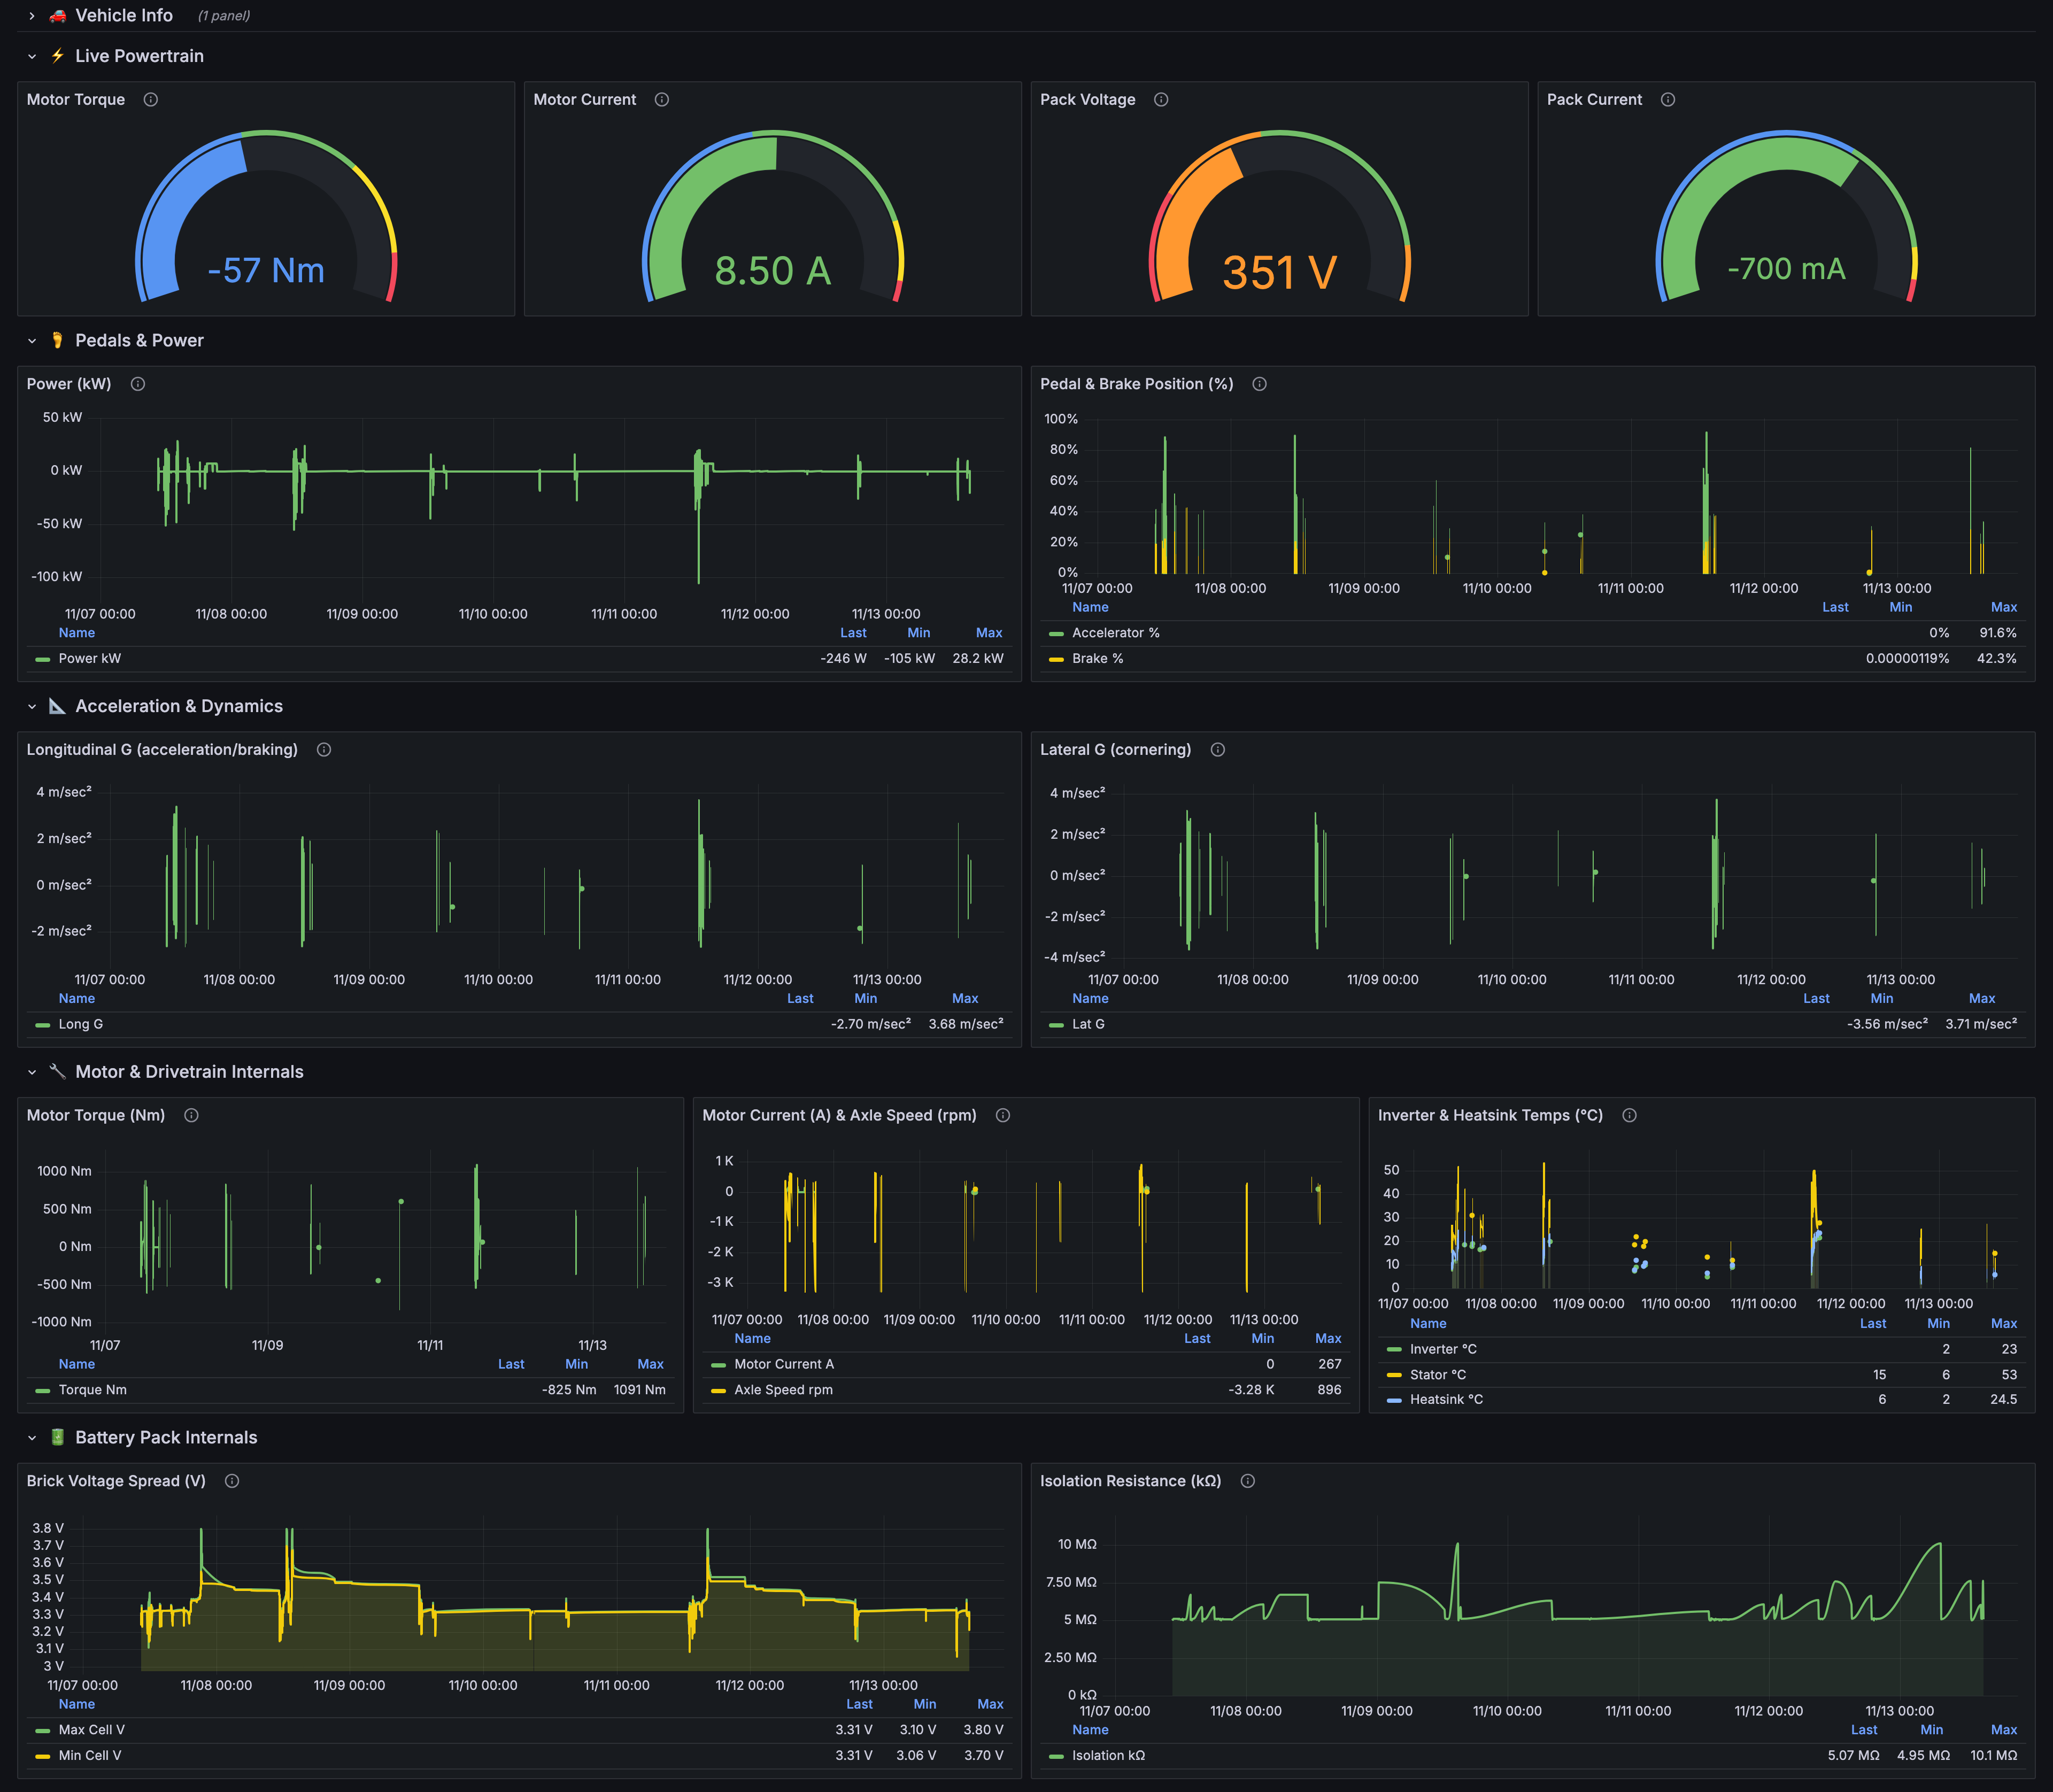 Vehicle Info (1 panel)
Live Powertrain
Motor Torque
-57 Nm
Motor Current
8.50 A
Pack Voltage
351 V
Pack Current
-700 mA
Pedals & Power
Power (kW)
50 kW
0 kW
-50 kW
-100 kW
11/07 00:00 11/08 00:00 11/09 00:00 11/10 00:00 11/11 00:00 11/12 00:00 11/13 00:00
Name Last Min Max
Power kW -246 W -105 kW 28.2 kW
Pedal & Brake Position (%)
100%
80%
60%
40%
20%
0%
11/07 00:00 11/08 00:00 11/09 00:00 11/10 00:00 11/11 00:00 11/12 00:00 11/13 00:00
Name Last Min Max
Accelerator % 0% 91.6%
Brake % 0.00000119% 42.3%
Acceleration & Dynamics
Longitudinal G (acceleration/braking)
4 m/sec²
2 m/sec²
0 m/sec²
-2 m/sec²
11/07 00:00 11/08 00:00 11/09 00:00 11/10 00:00 11/11 00:00 11/12 00:00 11/13 00:00
Name Last Min Max
Long G -2.70 m/sec² 3.68 m/sec²
Lateral G (cornering)
4 m/sec²
2 m/sec²
0 m/sec²
-2 m/sec²
-4 m/sec²
11/07 00:00 11/08 00:00 11/09 00:00 11/10 00:00 11/11 00:00 11/12 00:00 11/13 00:00
Name Last Min Max
Lat G -3.56 m/sec² 3.71 m/sec²
Motor & Drivetrain Internals
Motor Torque (Nm)
1000 Nm
500 Nm
0 Nm
-500 Nm
-1000 Nm
11/07 11/09 11/11 11/13
Name Last Min Max
Torque Nm -825 Nm 1091 Nm
Motor Current (A) & Axle Speed (rpm)
1 K
0
-1 K
-2 K
-3 K
11/07 00:00 11/08 00:00 11/09 00:00 11/10 00:00 11/11 00:00 11/12 00:00 11/13 00:00
Name Last Min Max
Motor Current A 0 267
Axle Speed rpm -3.28 K 896
Inverter & Heatsink Temps (°C)
50
40
30
20
10
0
11/07 00:00 11/08 00:00 11/09 00:00 11/10 00:00 11/11 00:00 11/12 00:00 11/13 00:00
Name Last Min Max
Inverter °C 2 23
Stator °C 15 6 53
Heatsink °C 6 2 24.5
Battery Pack Internals
Brick Voltage Spread (V)
3.8 V
3.7 V
3.6 V
3.5 V
3.4 V
3.3 V
3.2 V
3.1 V
3 V
11/07 00:00 11/08 00:00 11/09 00:00 11/10 00:00 11/11 00:00 11/12 00:00 11/13 00:00
Name Last Min Max
Max Cell V 3.31 V 3.10 V 3.80 V
Min Cell V 3.31 V 3.06 V 3.70 V
Isolation Resistance (kΩ)
10 MΩ
7.50 MΩ
5 MΩ
2.50 MΩ
0 kΩ
11/07 00:00 11/08 00:00 11/09 00:00 11/10 00:00 11/11 00:00 11/12 00:00 11/13 00:00
Name Last Min Max
Isolation kΩ 5.07 MΩ 4.95 MΩ 10.1 MΩ